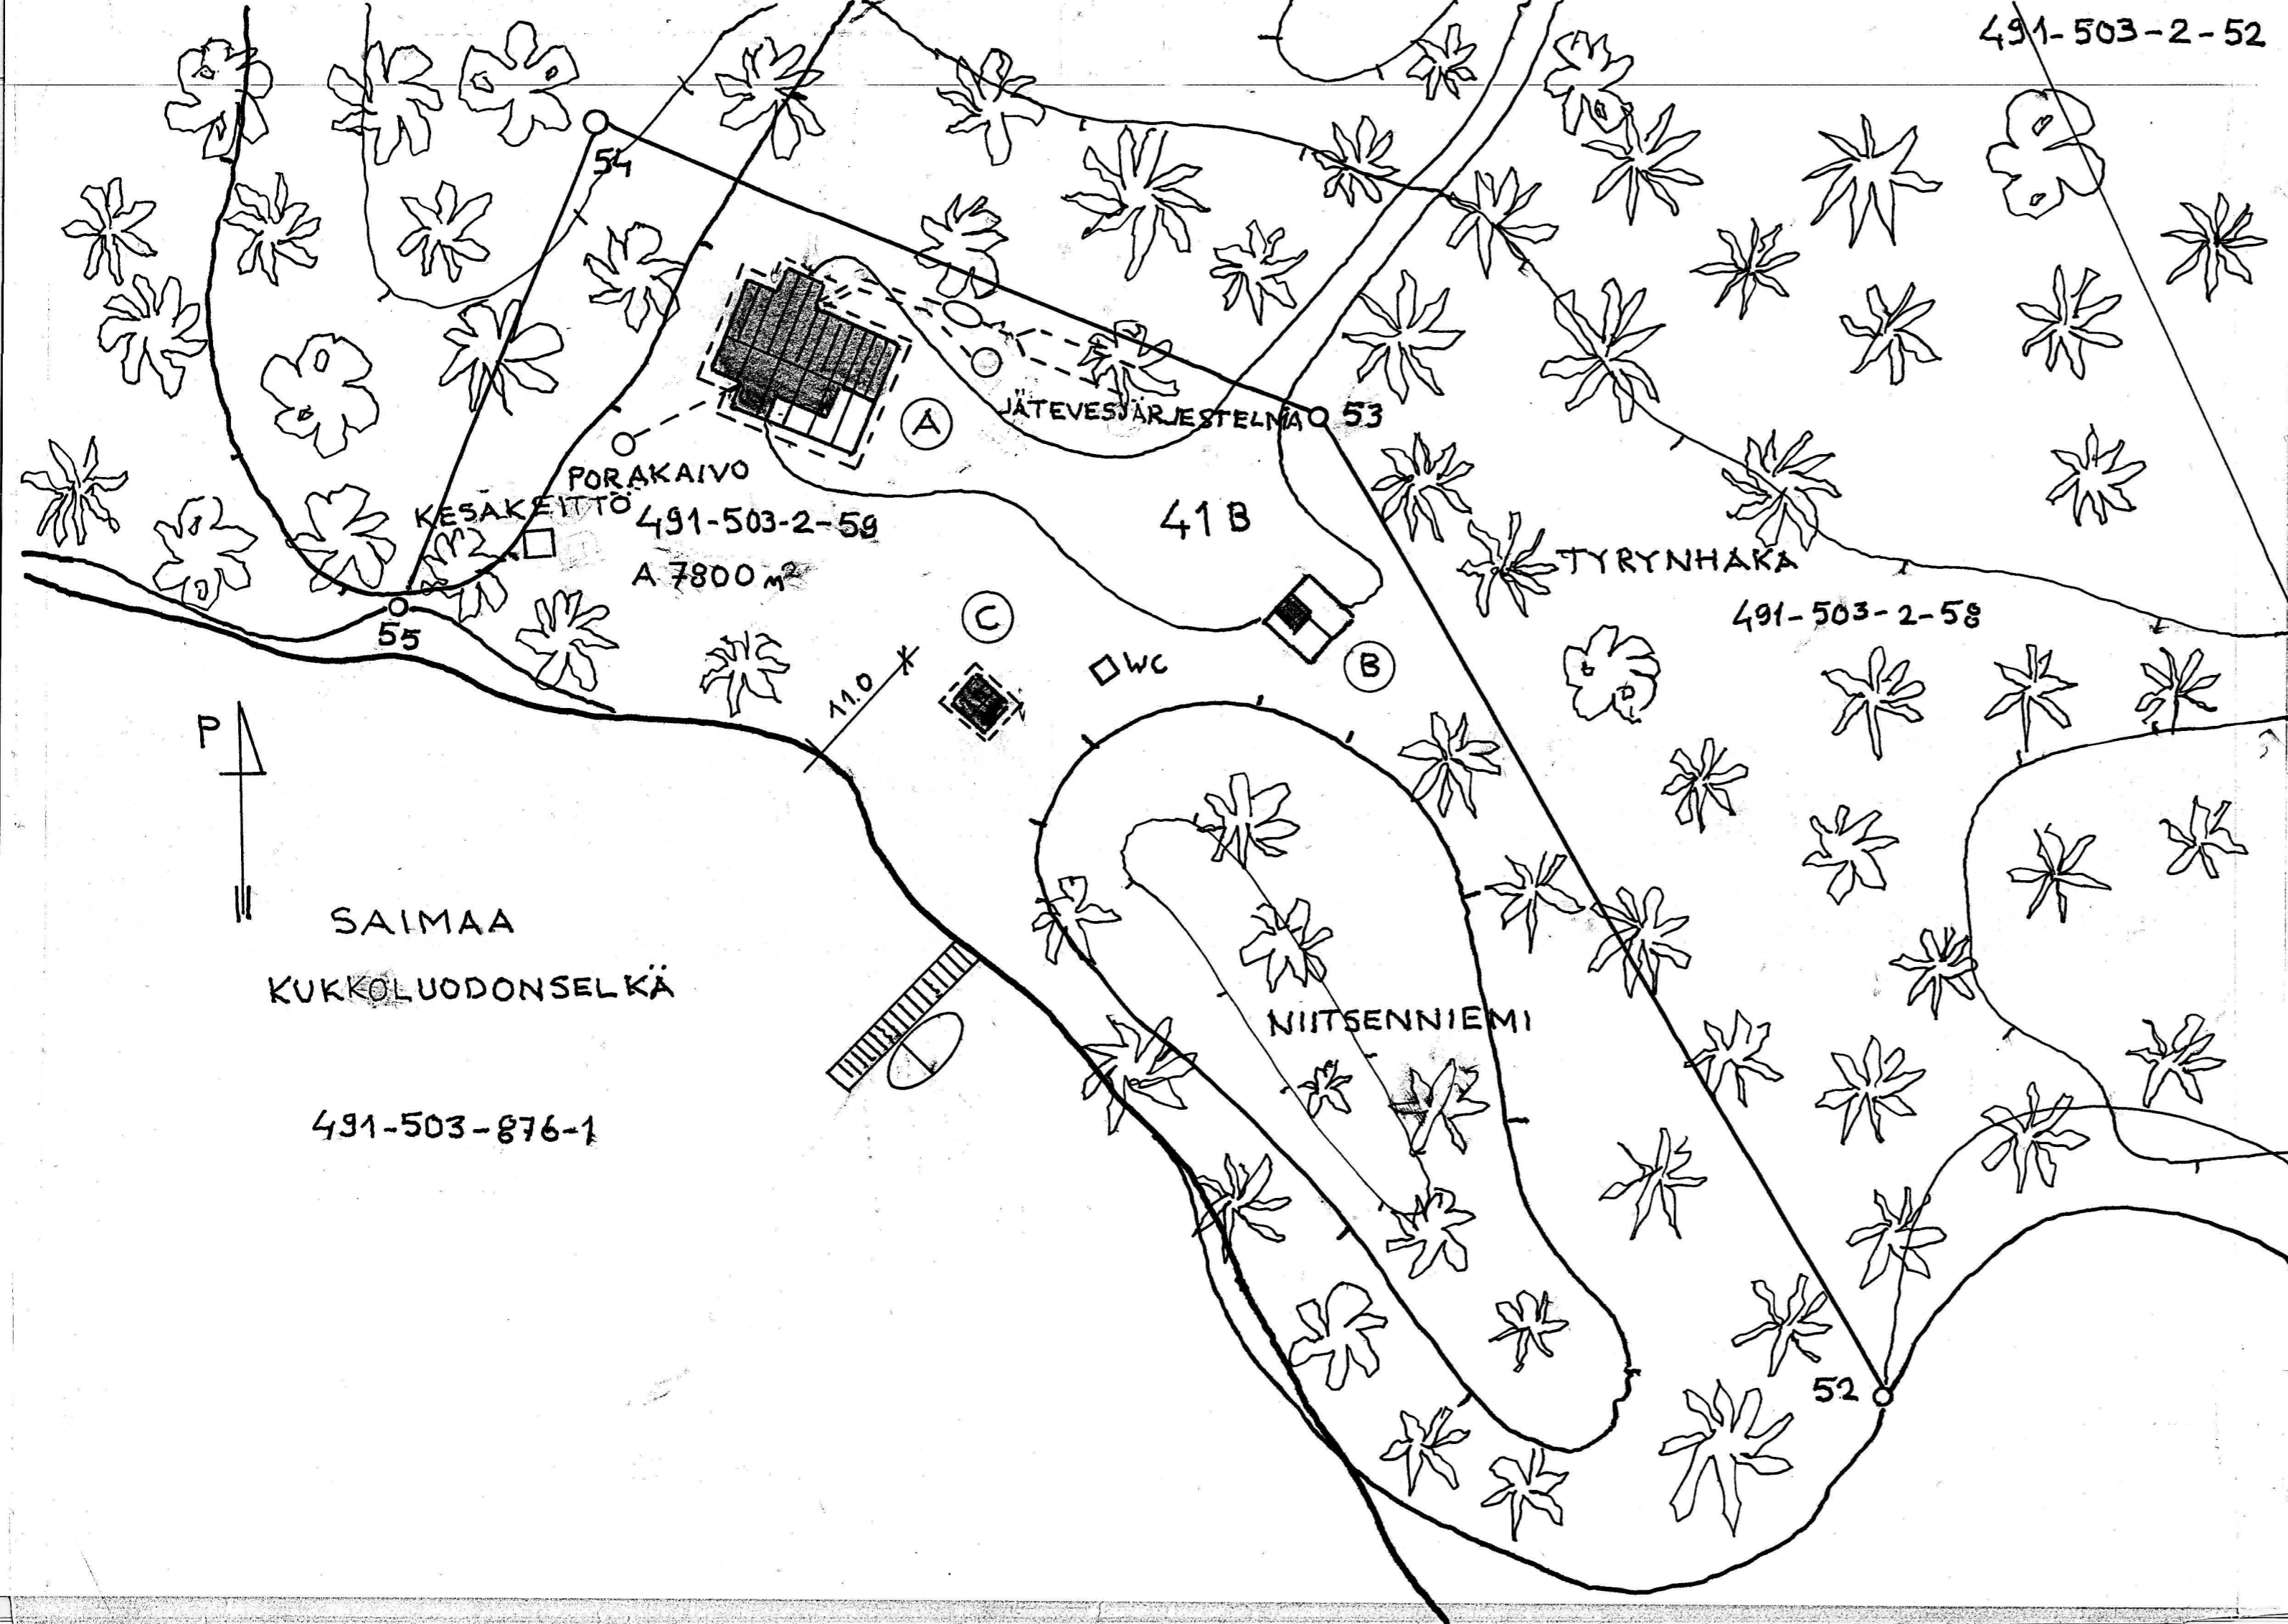 491-503-2-52
54
JÄTEVESJÄRJESTELMÄ
53
A
PORAKAIVO
KESÄKEITTÖ
491-503-2-59
A 7800 m²
41 B
TYRYNHAKA
491-503-2-58
55
C
WC
B
11.0
P
SAIMAA
KUKKOLUODONSELKÄ
NIITSENNIEMI
491-503-876-1
52